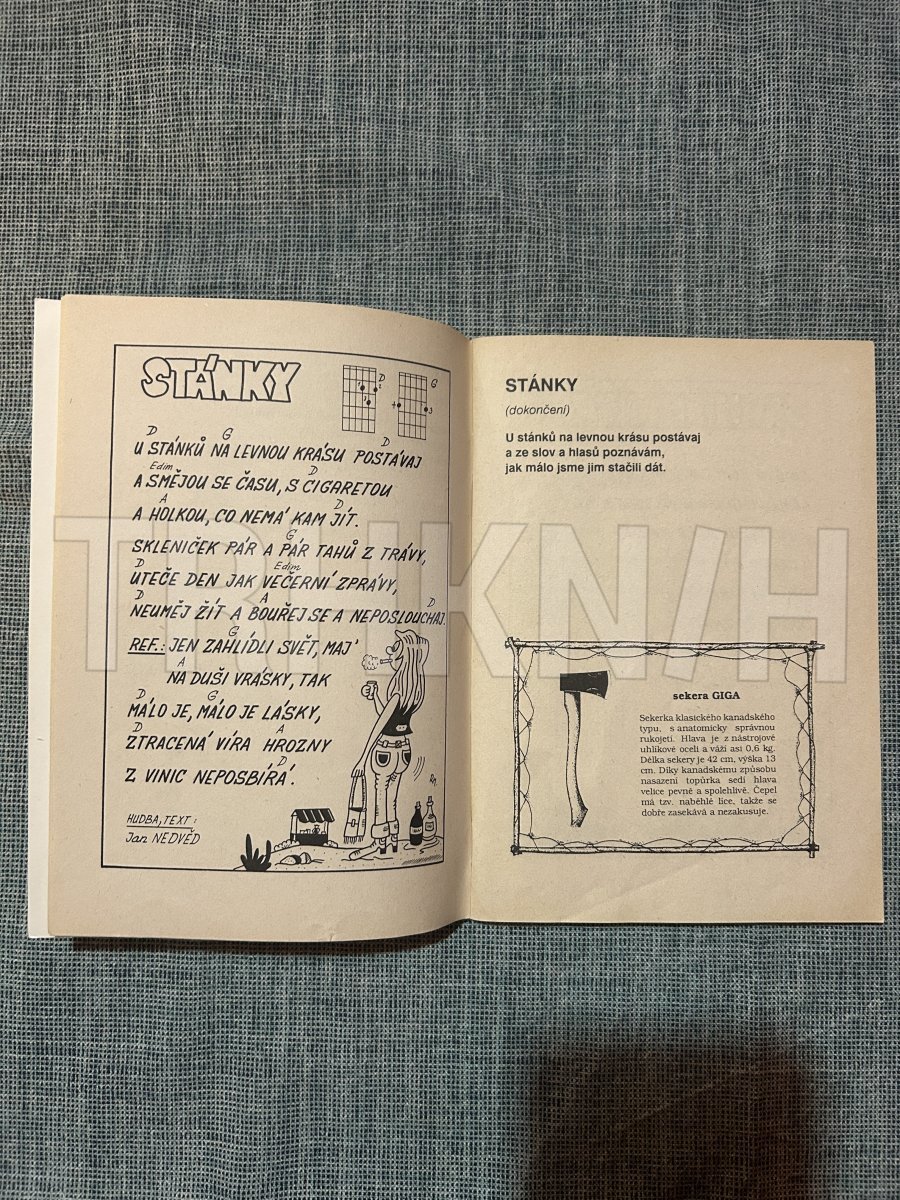 STÁNKY
D
G
D G D
U STÁNKŮ NA LEVNOU KRÁSU POSTÁVAJ
Edim D
A SMĚJOU SE ČASU, S CIGARETOU
A D
A HOLKOU, CO NEMÁ KAM JÍT.
G
SKLENIČEK PÁR A PÁR TAHŮ Z TRÁVY,
D Edim
UTEČE DEN JAK VEČERNÍ ZPRÁVY,
D A D
NEUMĚJ ŽÍT A BOUŘEJ SE A NEPOSLOUCHAJ.
G
REF.: JEN ZAHLÍDLI SVĚT, MAJ'
A
NA DUŠI VRÁSKY, TAK
D G
MÁLO JE, MÁLO JE LÁSKY,
D A
ZTRACENÁ VÍRA HROZNY
D
Z VINIC NEPOSBÍRÁ.
HUDBA, TEXT:
Jan NEDVĚD
STÁNKY
(dokončení)
U stánků na levnou krásu postávaj
a ze slov a hlasů poznávám,
jak málo jsme jim stačili dát.
sekera GIGA
Sekerka klasického kanadského
typu, s anatomicky správnou
rukojetí. Hlava je z nástrojové
uhlíkové oceli a váží asi 0,6 kg.
Délka sekery je 42 cm, výška 13
cm. Díky kanadskému způsobu
nasazení topůrka sedí hlava
velice pevně a spolehlivě. Čepel
má tzv. naběhlé líce, takže se
dobře zasekává a nezakusuje.